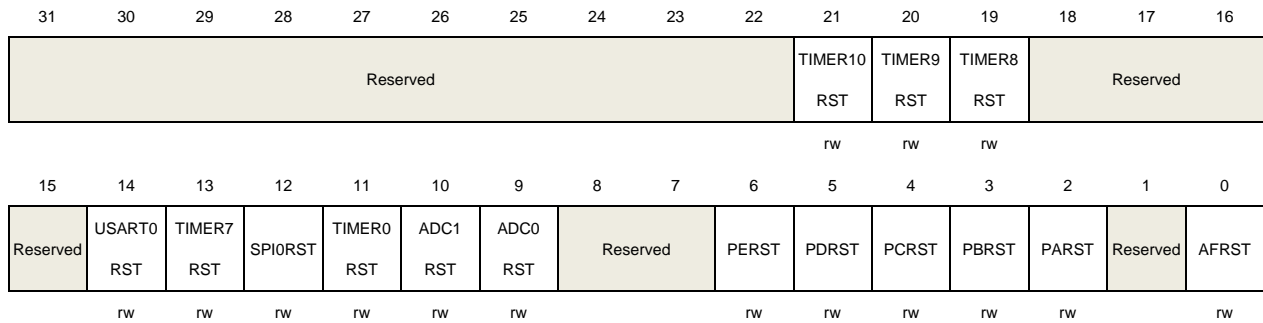 31 30 29 28 27 26 25 24 23 22 21 20 19 18 17 16
Reserved TIMER10 RST TIMER9 RST TIMER8 RST Reserved
rw rw rw
15 14 13 12 11 10 9 8 7 6 5 4 3 2 1 0
Reserved USART0 RST TIMER7 RST SPI0RST TIMER0 RST ADC1 RST ADC0 RST Reserved PERST PDRST PCRST PBRST PARST Reserved AFRST
rw rw rw rw rw rw rw rw rw rw rw rw